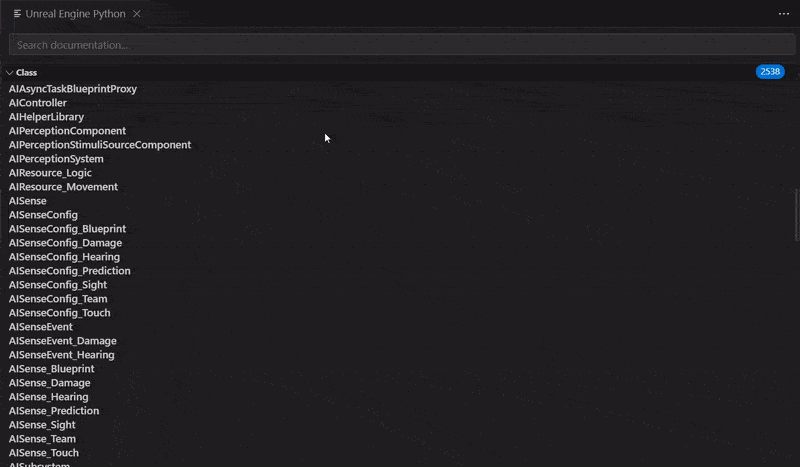 Unreal Engine Python
Search documentation...
Class 2538
AIAsyncTaskBlueprintProxy
AIController
AIHelperLibrary
AIPerceptionComponent
AIPerceptionStimuliSourceComponent
AIPerceptionSystem
AIResource_Logic
AIResource_Movement
AISense
AISenseConfig
AISenseConfig_Blueprint
AISenseConfig_Damage
AISenseConfig_Hearing
AISenseConfig_Prediction
AISenseConfig_Sight
AISenseConfig_Team
AISenseConfig_Touch
AISenseEvent
AISenseEvent_Damage
AISenseEvent_Hearing
AISense_Blueprint
AISense_Damage
AISense_Hearing
AISense_Prediction
AISense_Sight
AISense_Team
AISense_Touch
AISubsystem